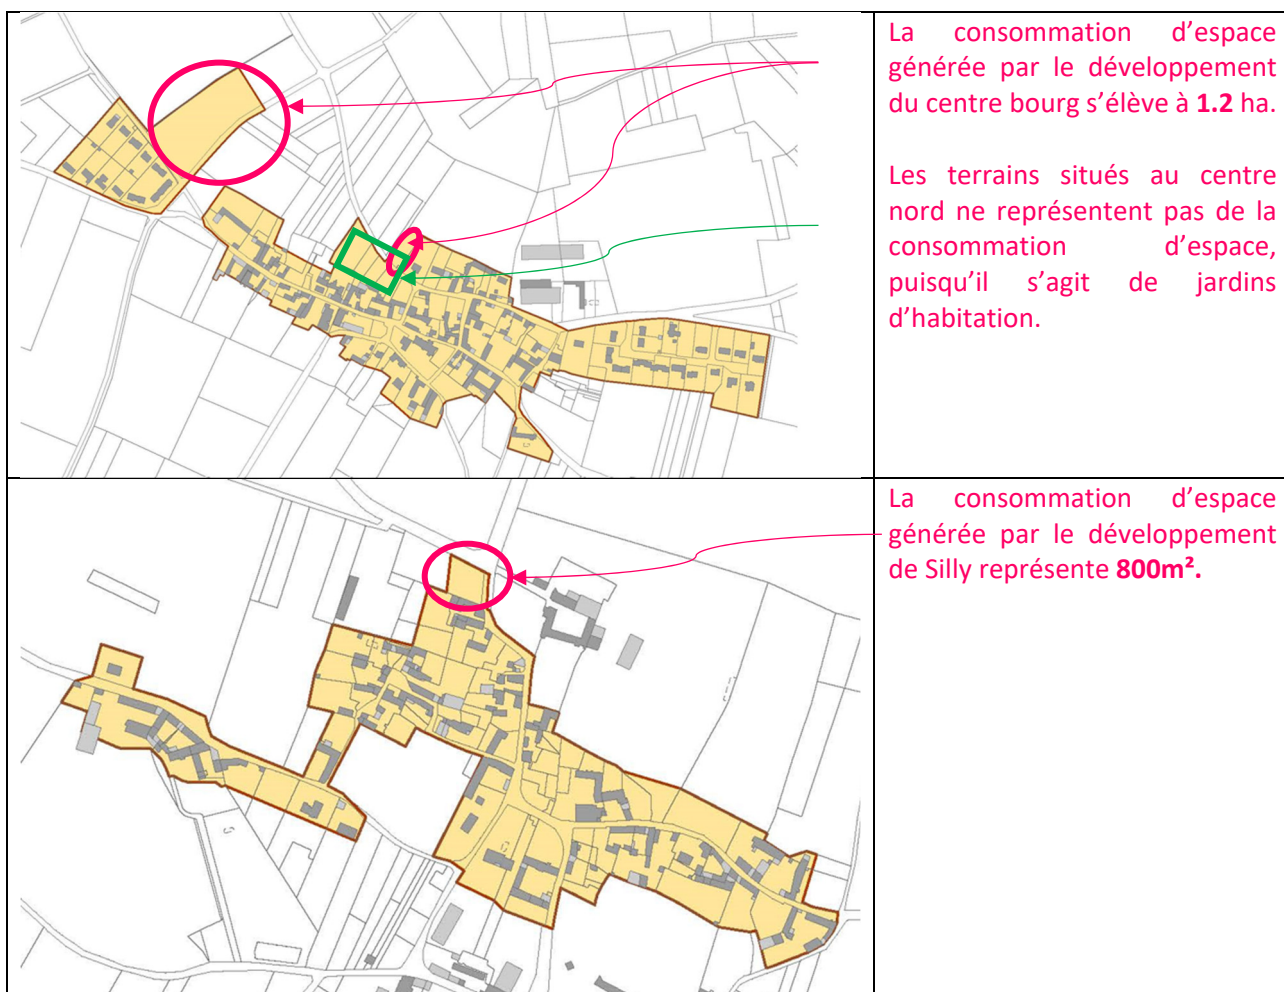 La consommation d’espace
générée par le développement
du centre bourg s’élève à 1.2 ha.
Les terrains situés au centre
nord ne représentent pas de la
consommation d’espace,
puisqu’il s’agit de jardins
d’habitation.
La consommation d’espace
générée par le développement
de Silly représente 800m².